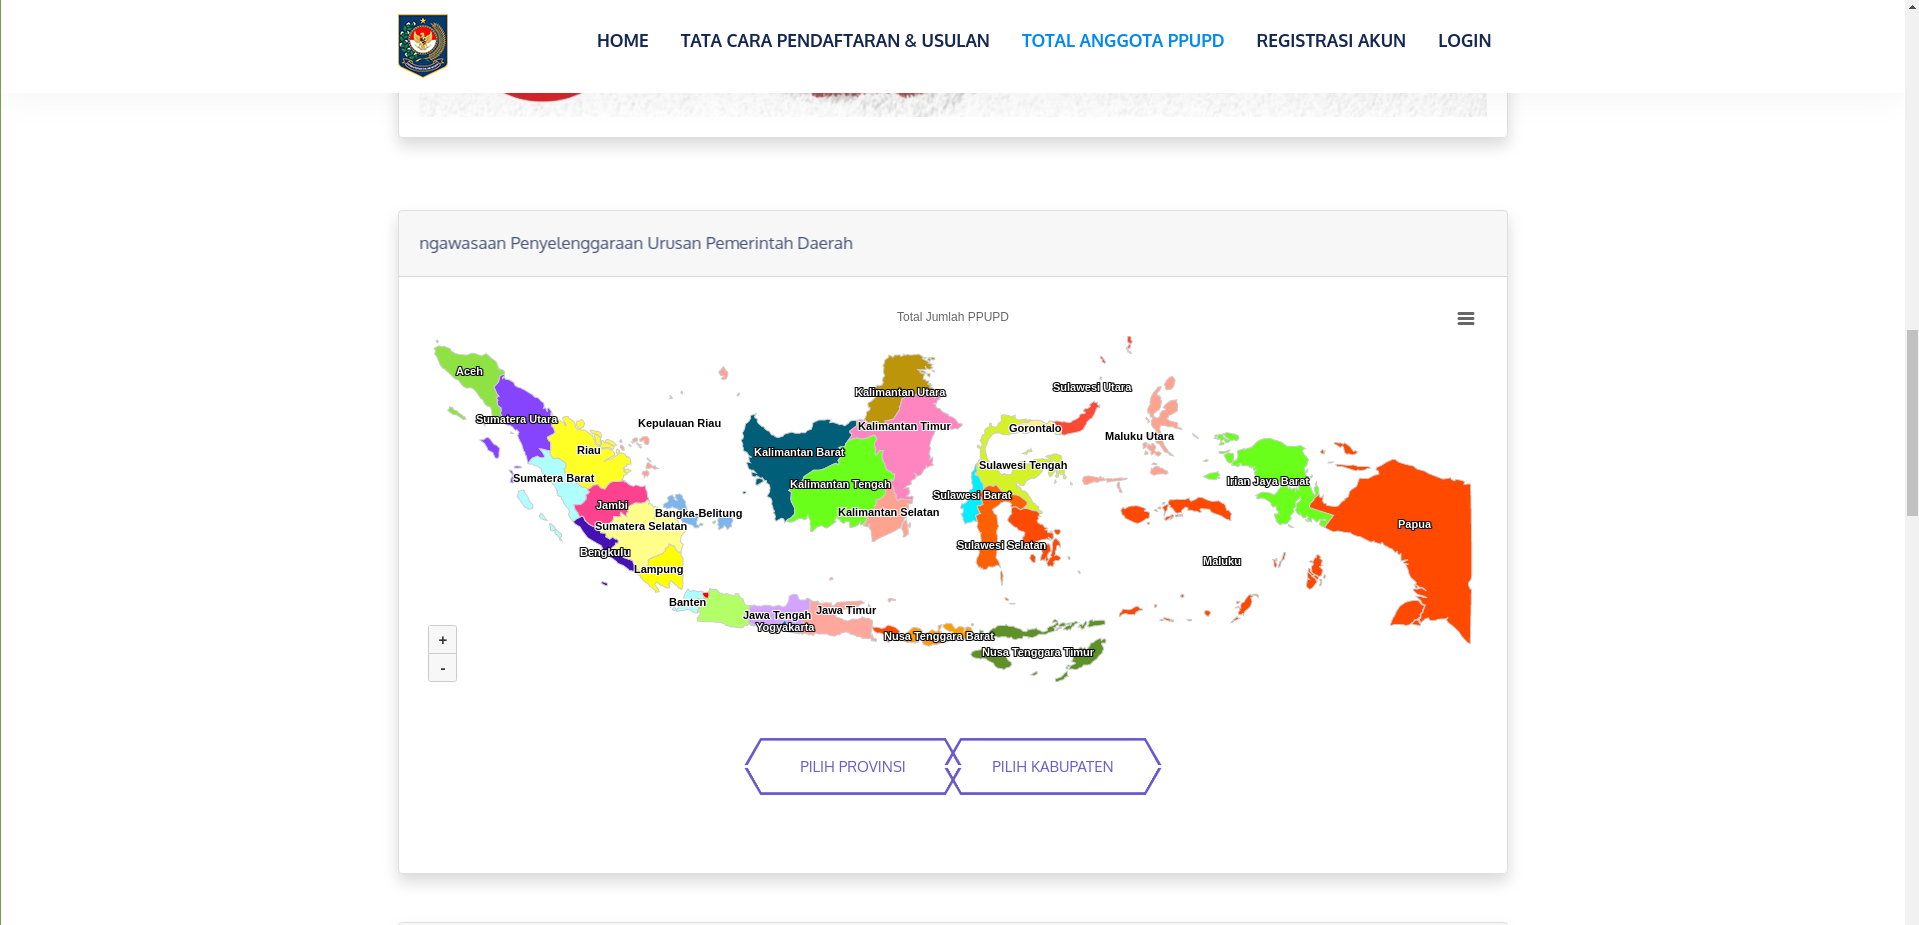 HOME TATA CARA PENDAFTARAN & USULAN TOTAL ANGGOTA PPUPD REGISTRASI AKUN LOGIN
ngawasaan Penyelenggaraan Urusan Pemerintah Daerah
Total Jumlah PPUPD
Aceh
Sumatera Utara
Riau
Kepulauan Riau
Sumatera Barat
Jambi
Bangka-Belitung
Sumatera Selatan
Bengkulu
Lampung
Banten
Jawa Tengah
Yogyakarta
Jawa Timur
Kalimantan Utara
Kalimantan Timur
Kalimantan Barat
Kalimantan Tengah
Kalimantan Selatan
Sulawesi Utara
Gorontalo
Sulawesi Tengah
Sulawesi Barat
Sulawesi Selatan
Maluku Utara
Maluku
Irian Jaya Barat
Papua
Nusa Tenggara Barat
Nusa Tenggara Timur
+
-
PILIH PROVINSI PILIH KABUPATEN